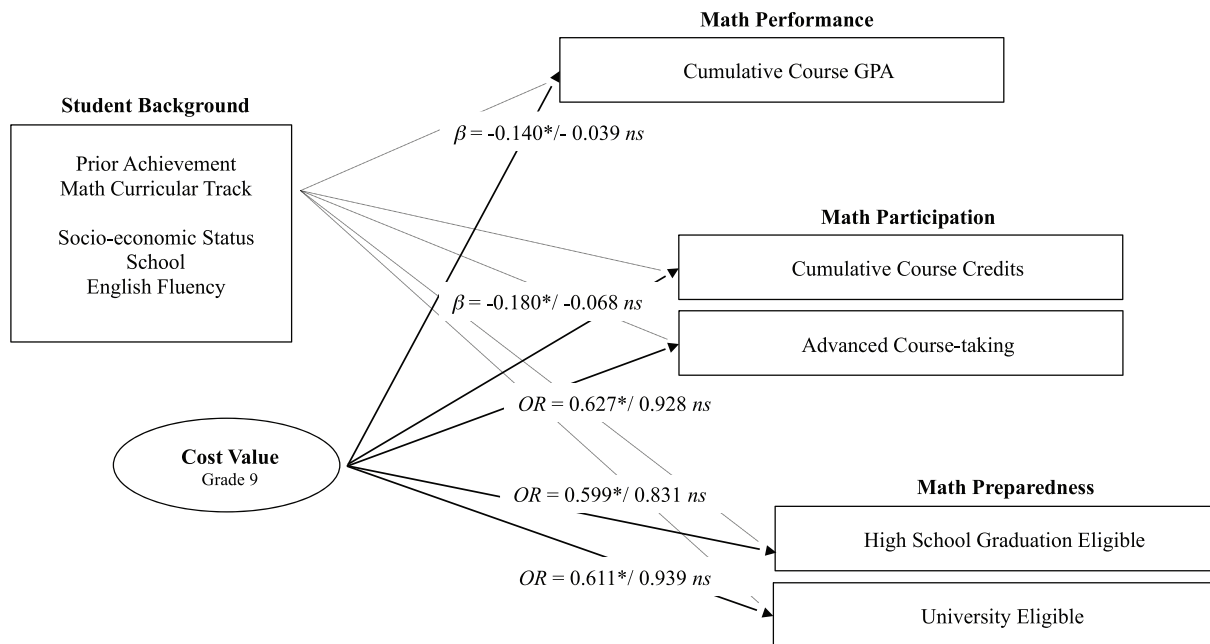 Math Performance
Cumulative Course GPA
Student Background
Prior Achievement
Math Curricular Track
Socio-economic Status
School
English Fluency
β = -0.140*/- 0.039 ns
Math Participation
Cumulative Course Credits
β = -0.180*/ -0.068 ns
Advanced Course-taking
OR = 0.627*/ 0.928 ns
Cost Value
Grade 9
OR = 0.599*/ 0.831 ns
Math Preparedness
High School Graduation Eligible
OR = 0.611*/ 0.939 ns
University Eligible